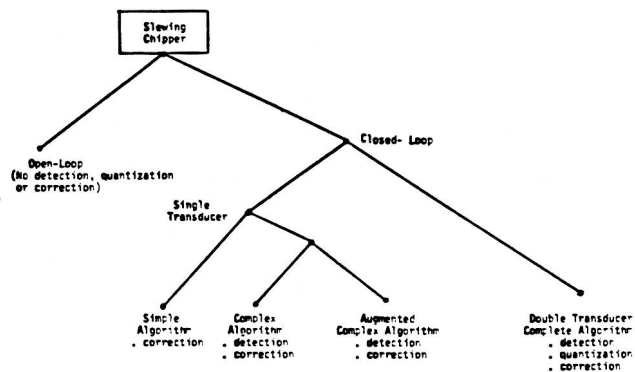 Slewing
Chipper
Closed- Loop
Open-Loop
(No detection, quantization
or correction)
Single
Transducer
Simple
Algorithm
. correction
Complex
Algorithm
. detection
. correction
Augmented
Complex Algorithm
. detection
. correction
Double Transducer
Complete Algorithm
. detection
. quantization
. correction